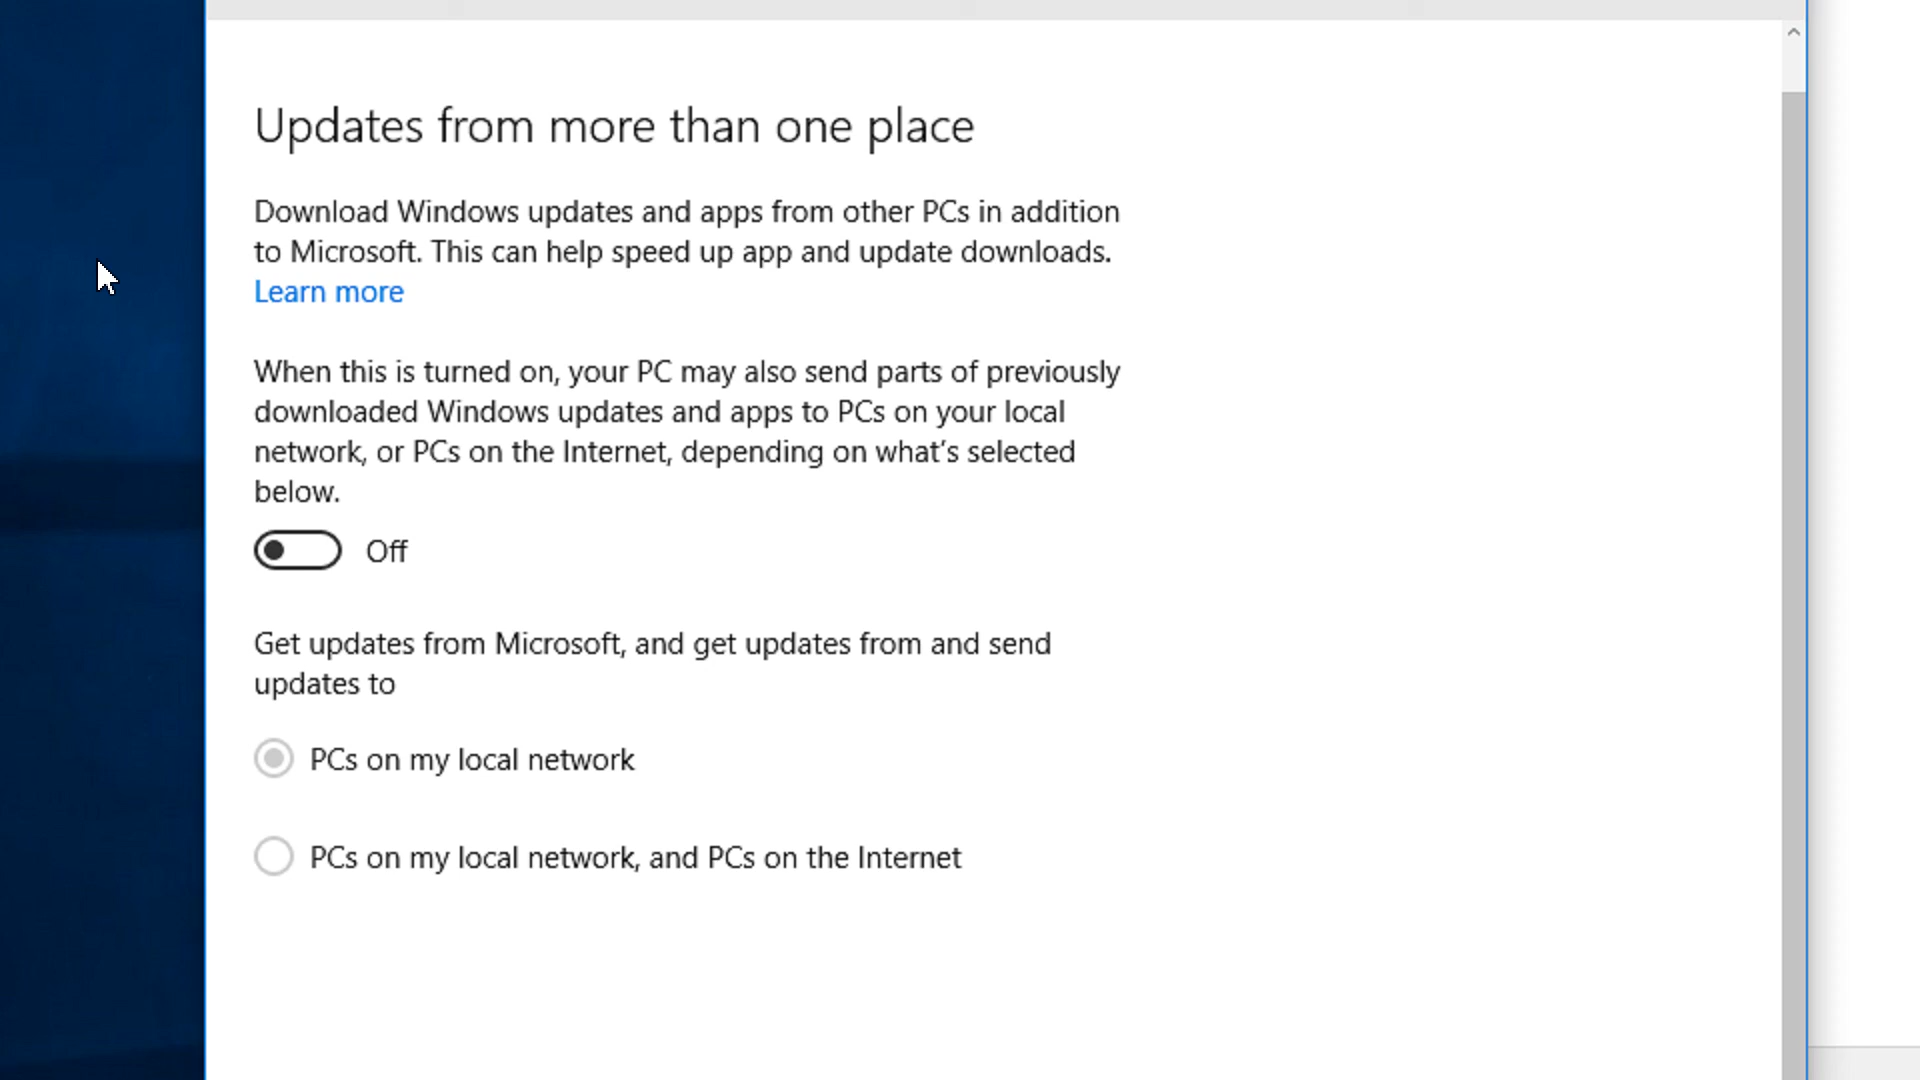 Updates from more than one place
Download Windows updates and apps from other PCs in addition
to Microsoft. This can help speed up app and update downloads.
Learn more
When this is turned on, your PC may also send parts of previously
downloaded Windows updates and apps to PCs on your local
network, or PCs on the Internet, depending on what’s selected
below.
Off
Get updates from Microsoft, and get updates from and send
updates to
PCs on my local network
PCs on my local network, and PCs on the Internet